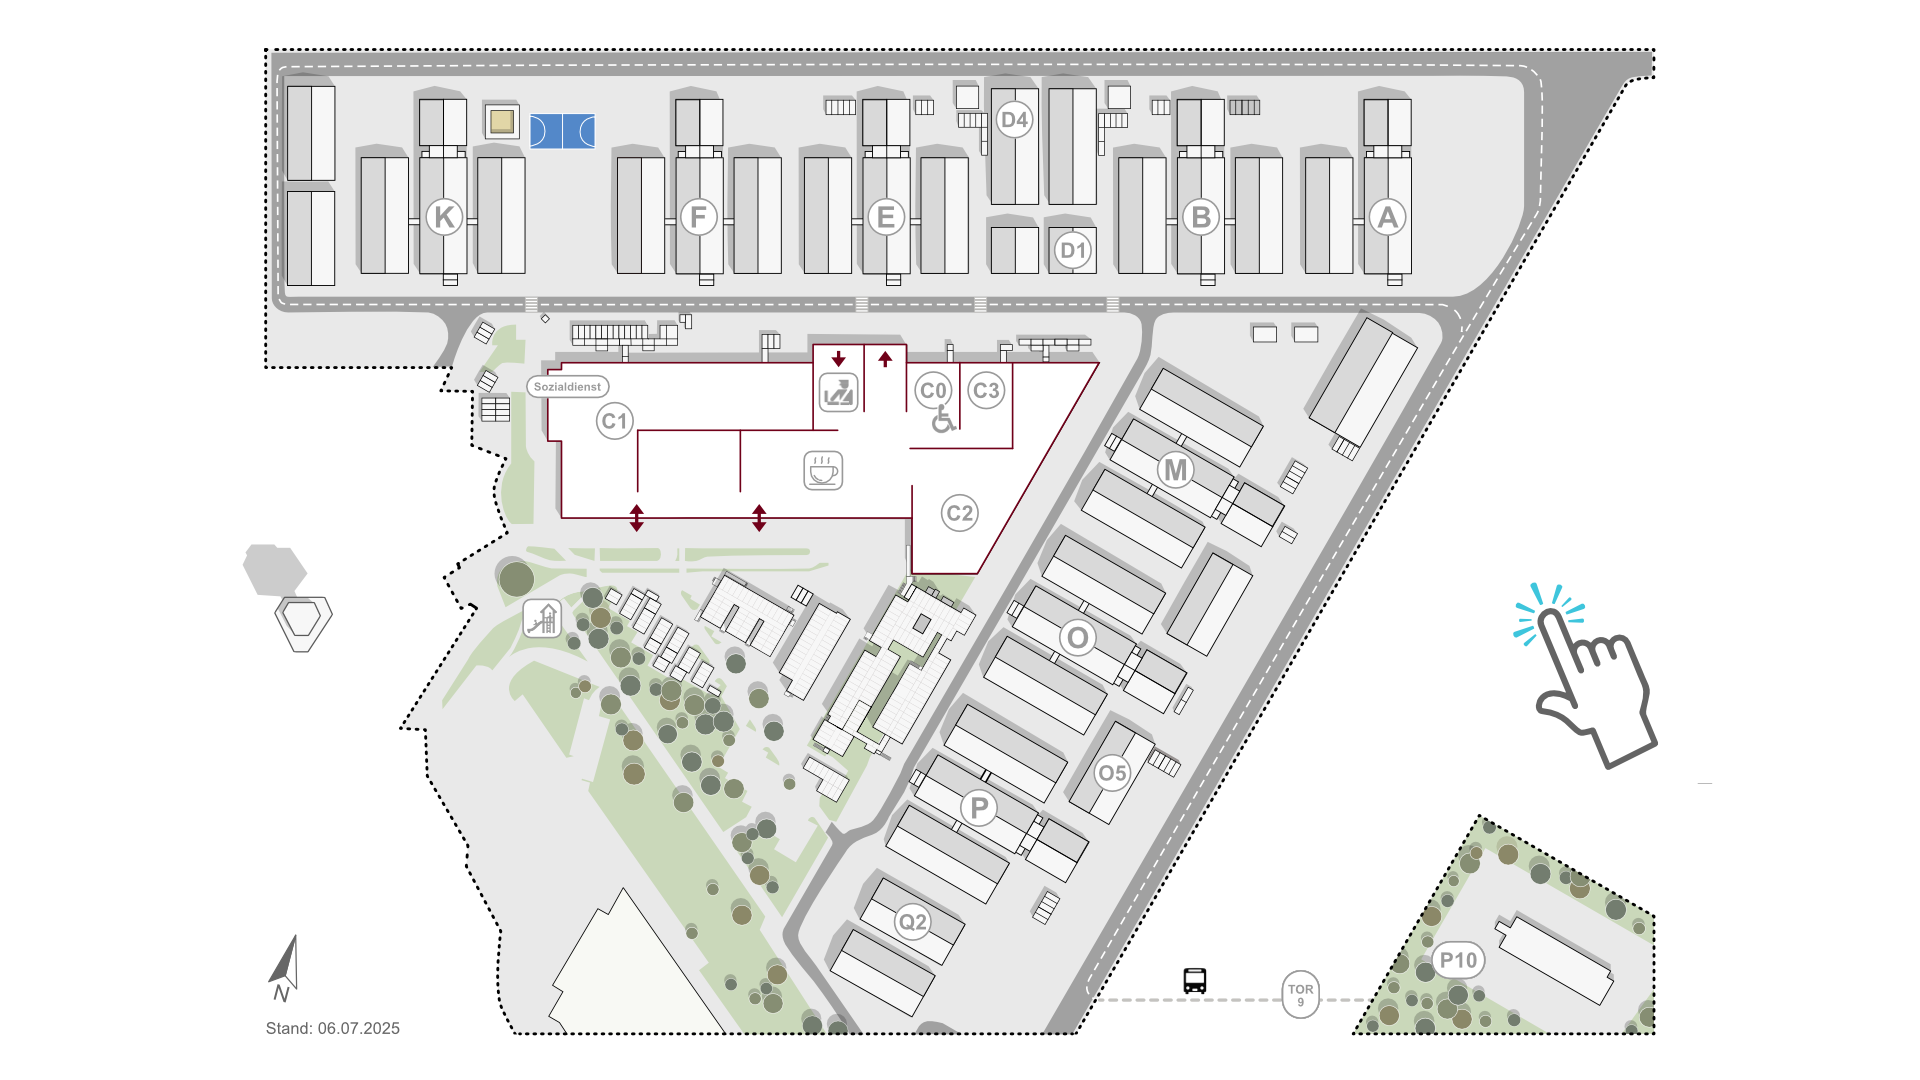 D4
K
F
E
B
A
D1
Sozialdienst
C0
C3
C1
M
C2
O
O5
P
Q2
P10
TOR
9
N
Stand: 06.07.2025